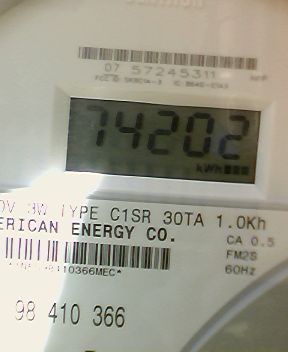 07 57245311
74202
kWh
0V 3W TYPE C1SR 30TA 1.0Kh
ERICAN ENERGY CO.
CA 0.5
FM2S
60Hz
98 410 366